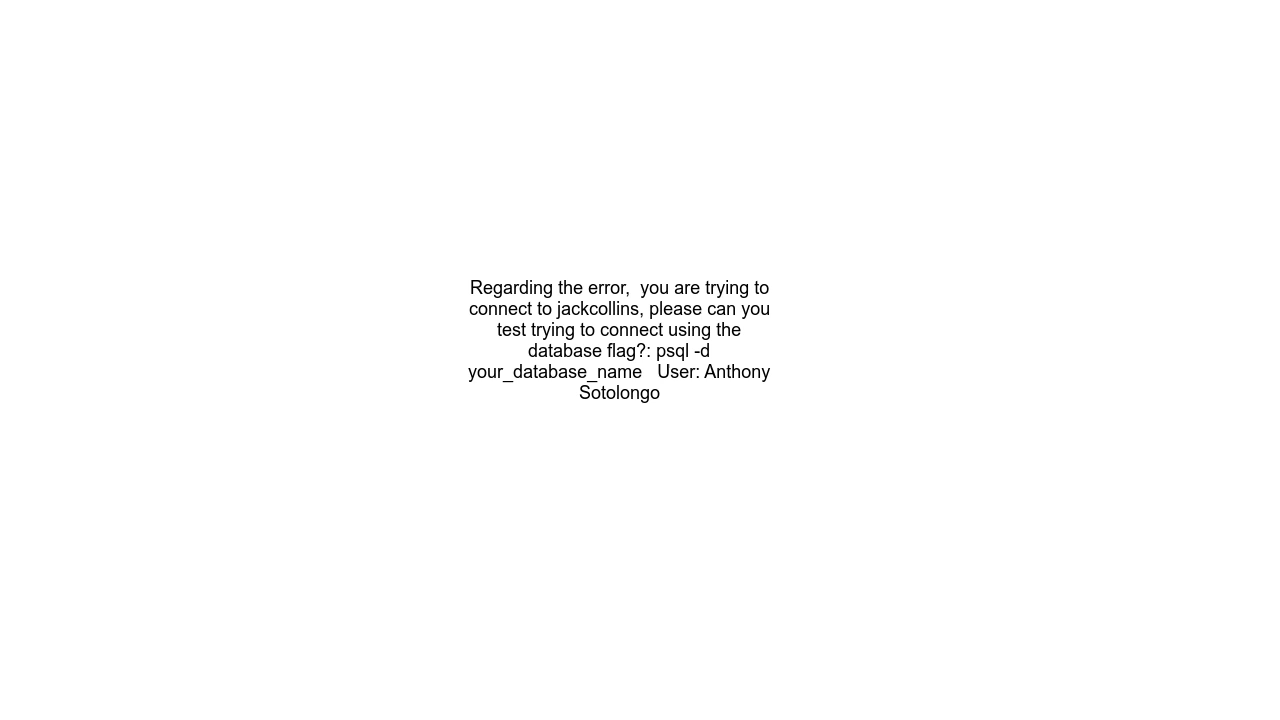 Regarding the error,  you are trying to
connect to jackcollins, please can you
test trying to connect using the
database flag?: psql -d
your_database_name   User: Anthony
Sotolongo